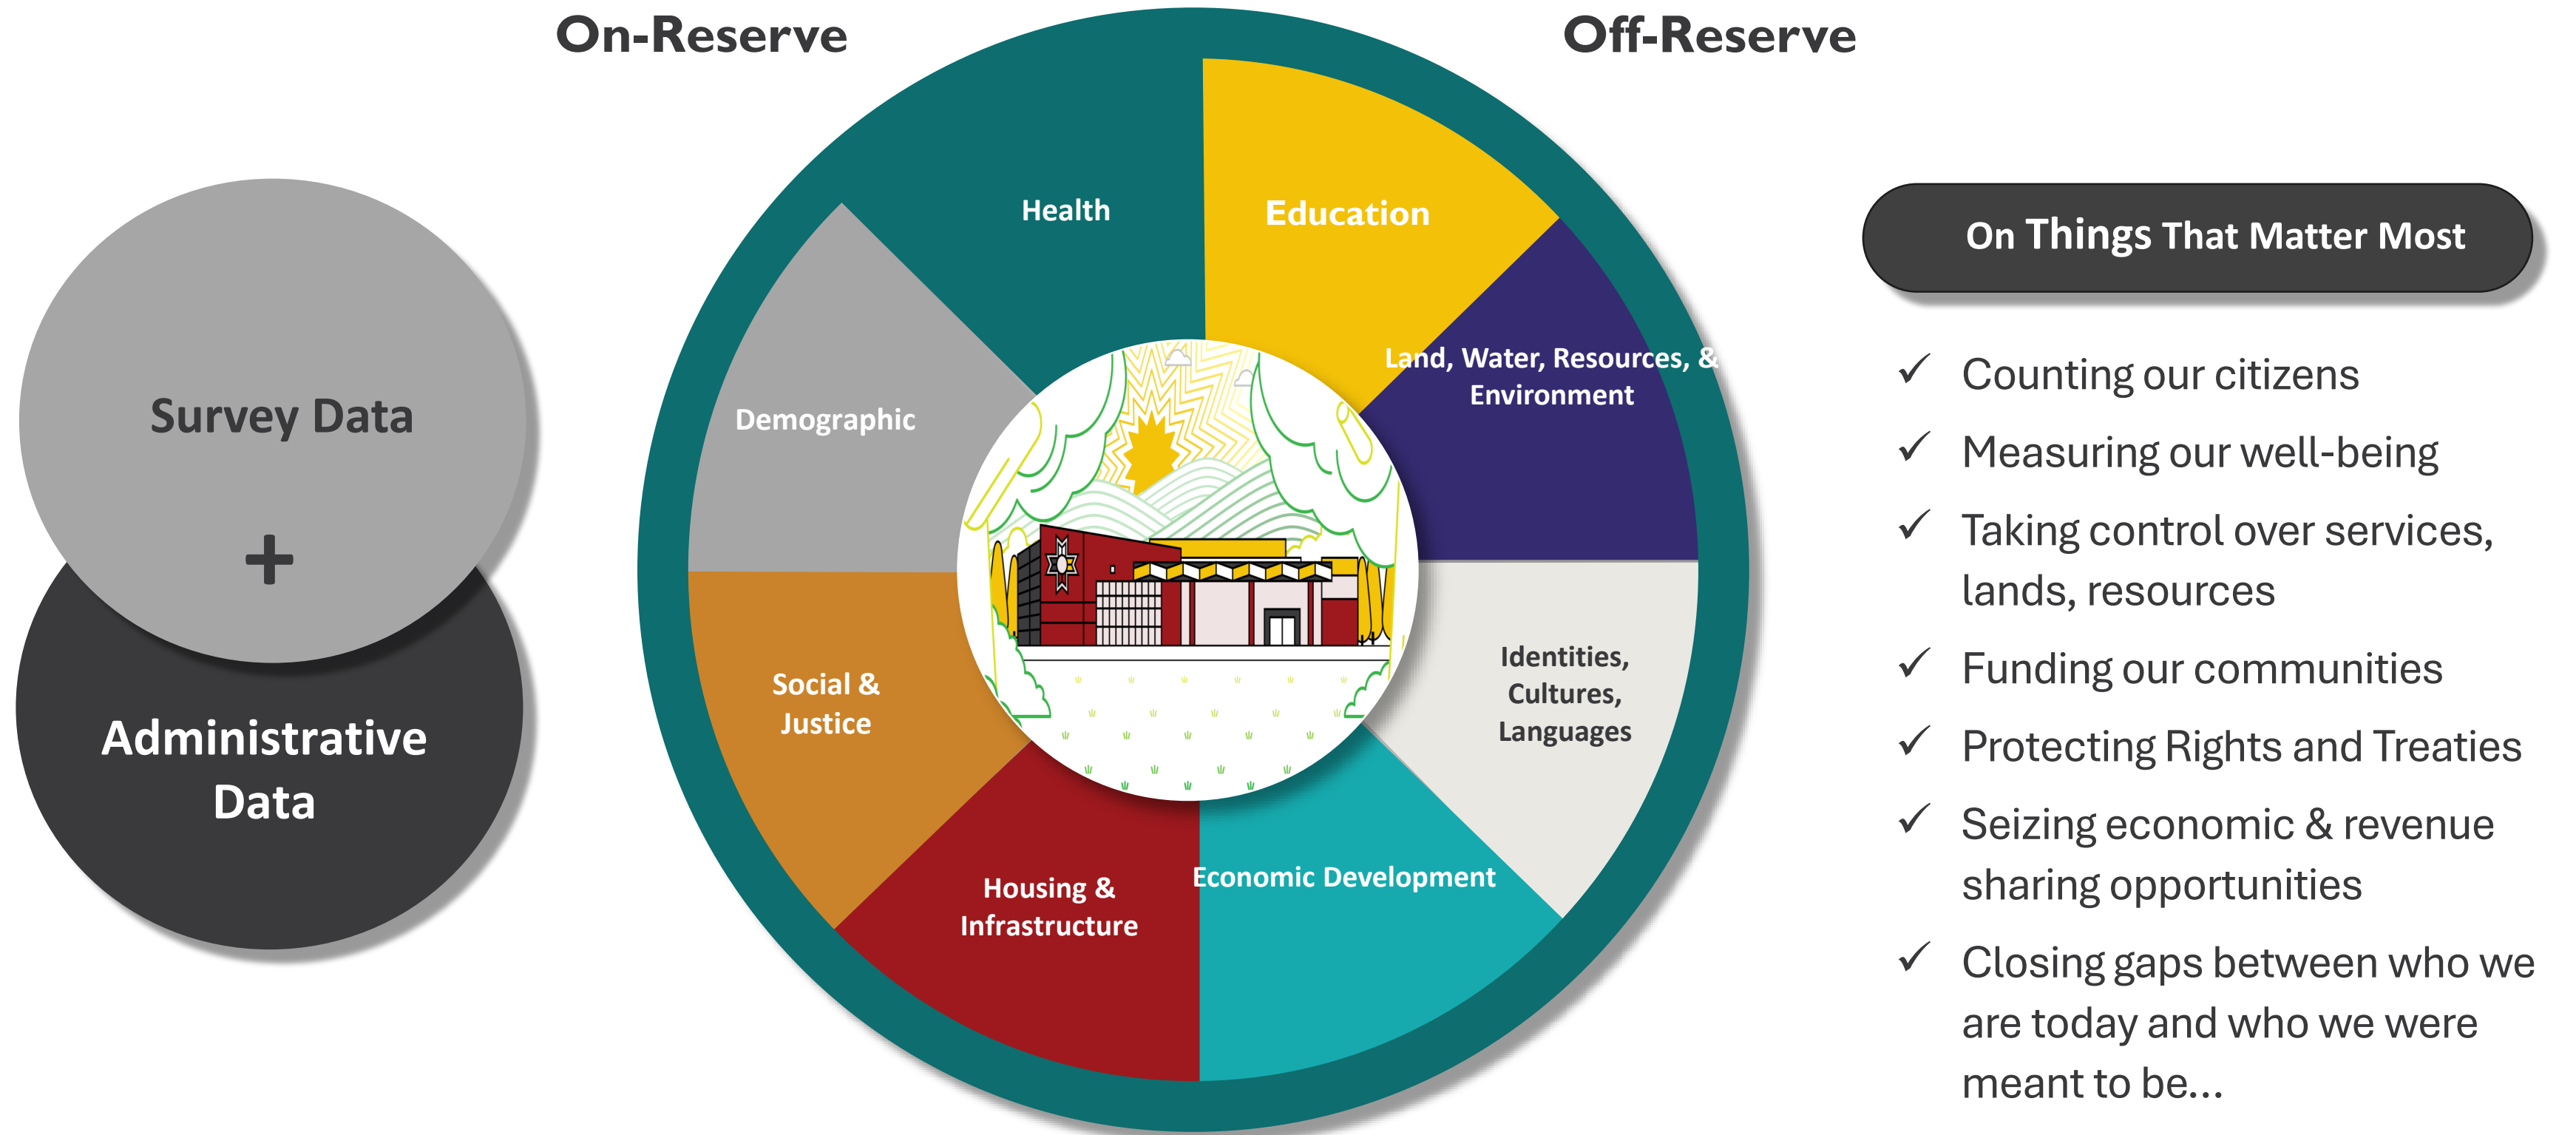 On-Reserve
Off-Reserve
Survey Data
+
Administrative
Data
Health
Education
Land, Water, Resources, &
Environment
Identities,
Cultures,
Languages
Economic Development
Housing &
Infrastructure
Social &
Justice
Demographic
On Things That Matter Most
✓ Counting our citizens
✓ Measuring our well-being
✓ Taking control over services,
lands, resources
✓ Funding our communities
✓ Protecting Rights and Treaties
✓ Seizing economic & revenue
sharing opportunities
✓ Closing gaps between who we
are today and who we were
meant to be...